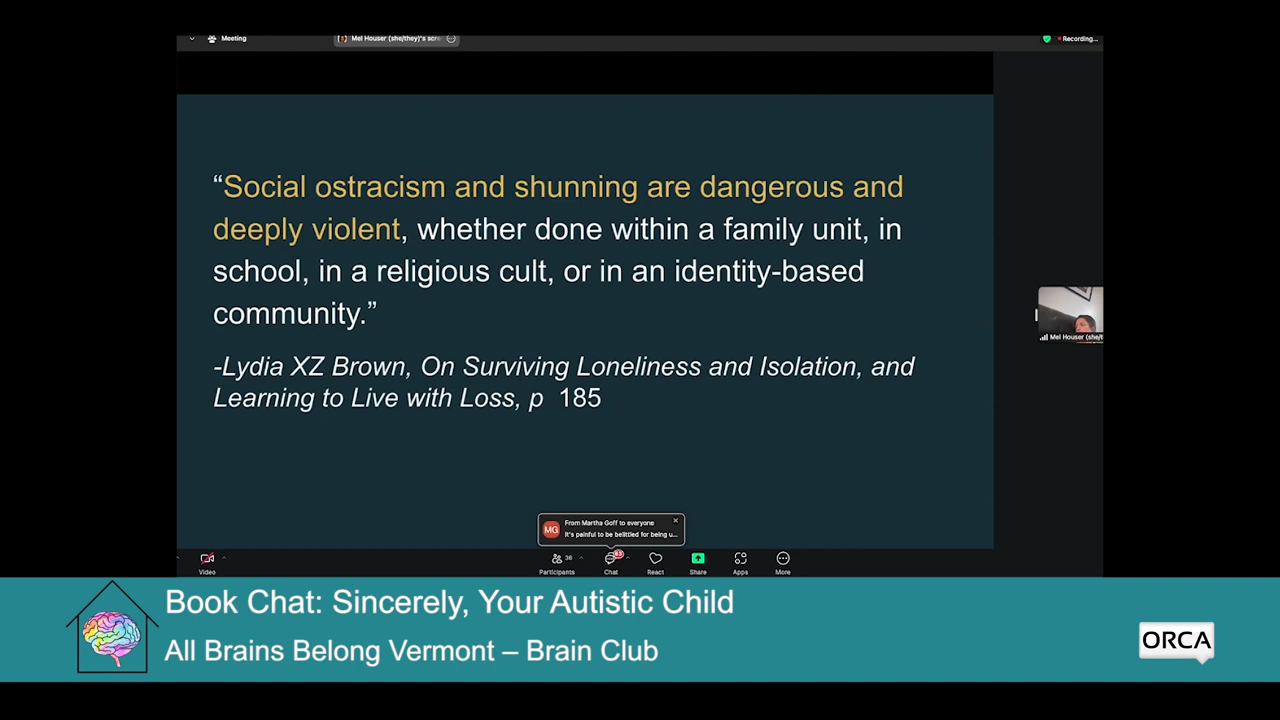 Meeting
Mel Houser (she/they)'s scre
Recording...
“Social ostracism and shunning are dangerous and
deeply violent, whether done within a family unit, in
school, in a religious cult, or in an identity-based
community.”
-Lydia XZ Brown, On Surviving Loneliness and Isolation, and
Learning to Live with Loss, p 185
Mel Houser (she/t
MG
From Martha Goff to everyone
It's painful to be belittled for being u...
38
83
Video
Participants
Chat
React
Share
Apps
More
Book Chat: Sincerely, Your Autistic Child
All Brains Belong Vermont – Brain Club
ORCA